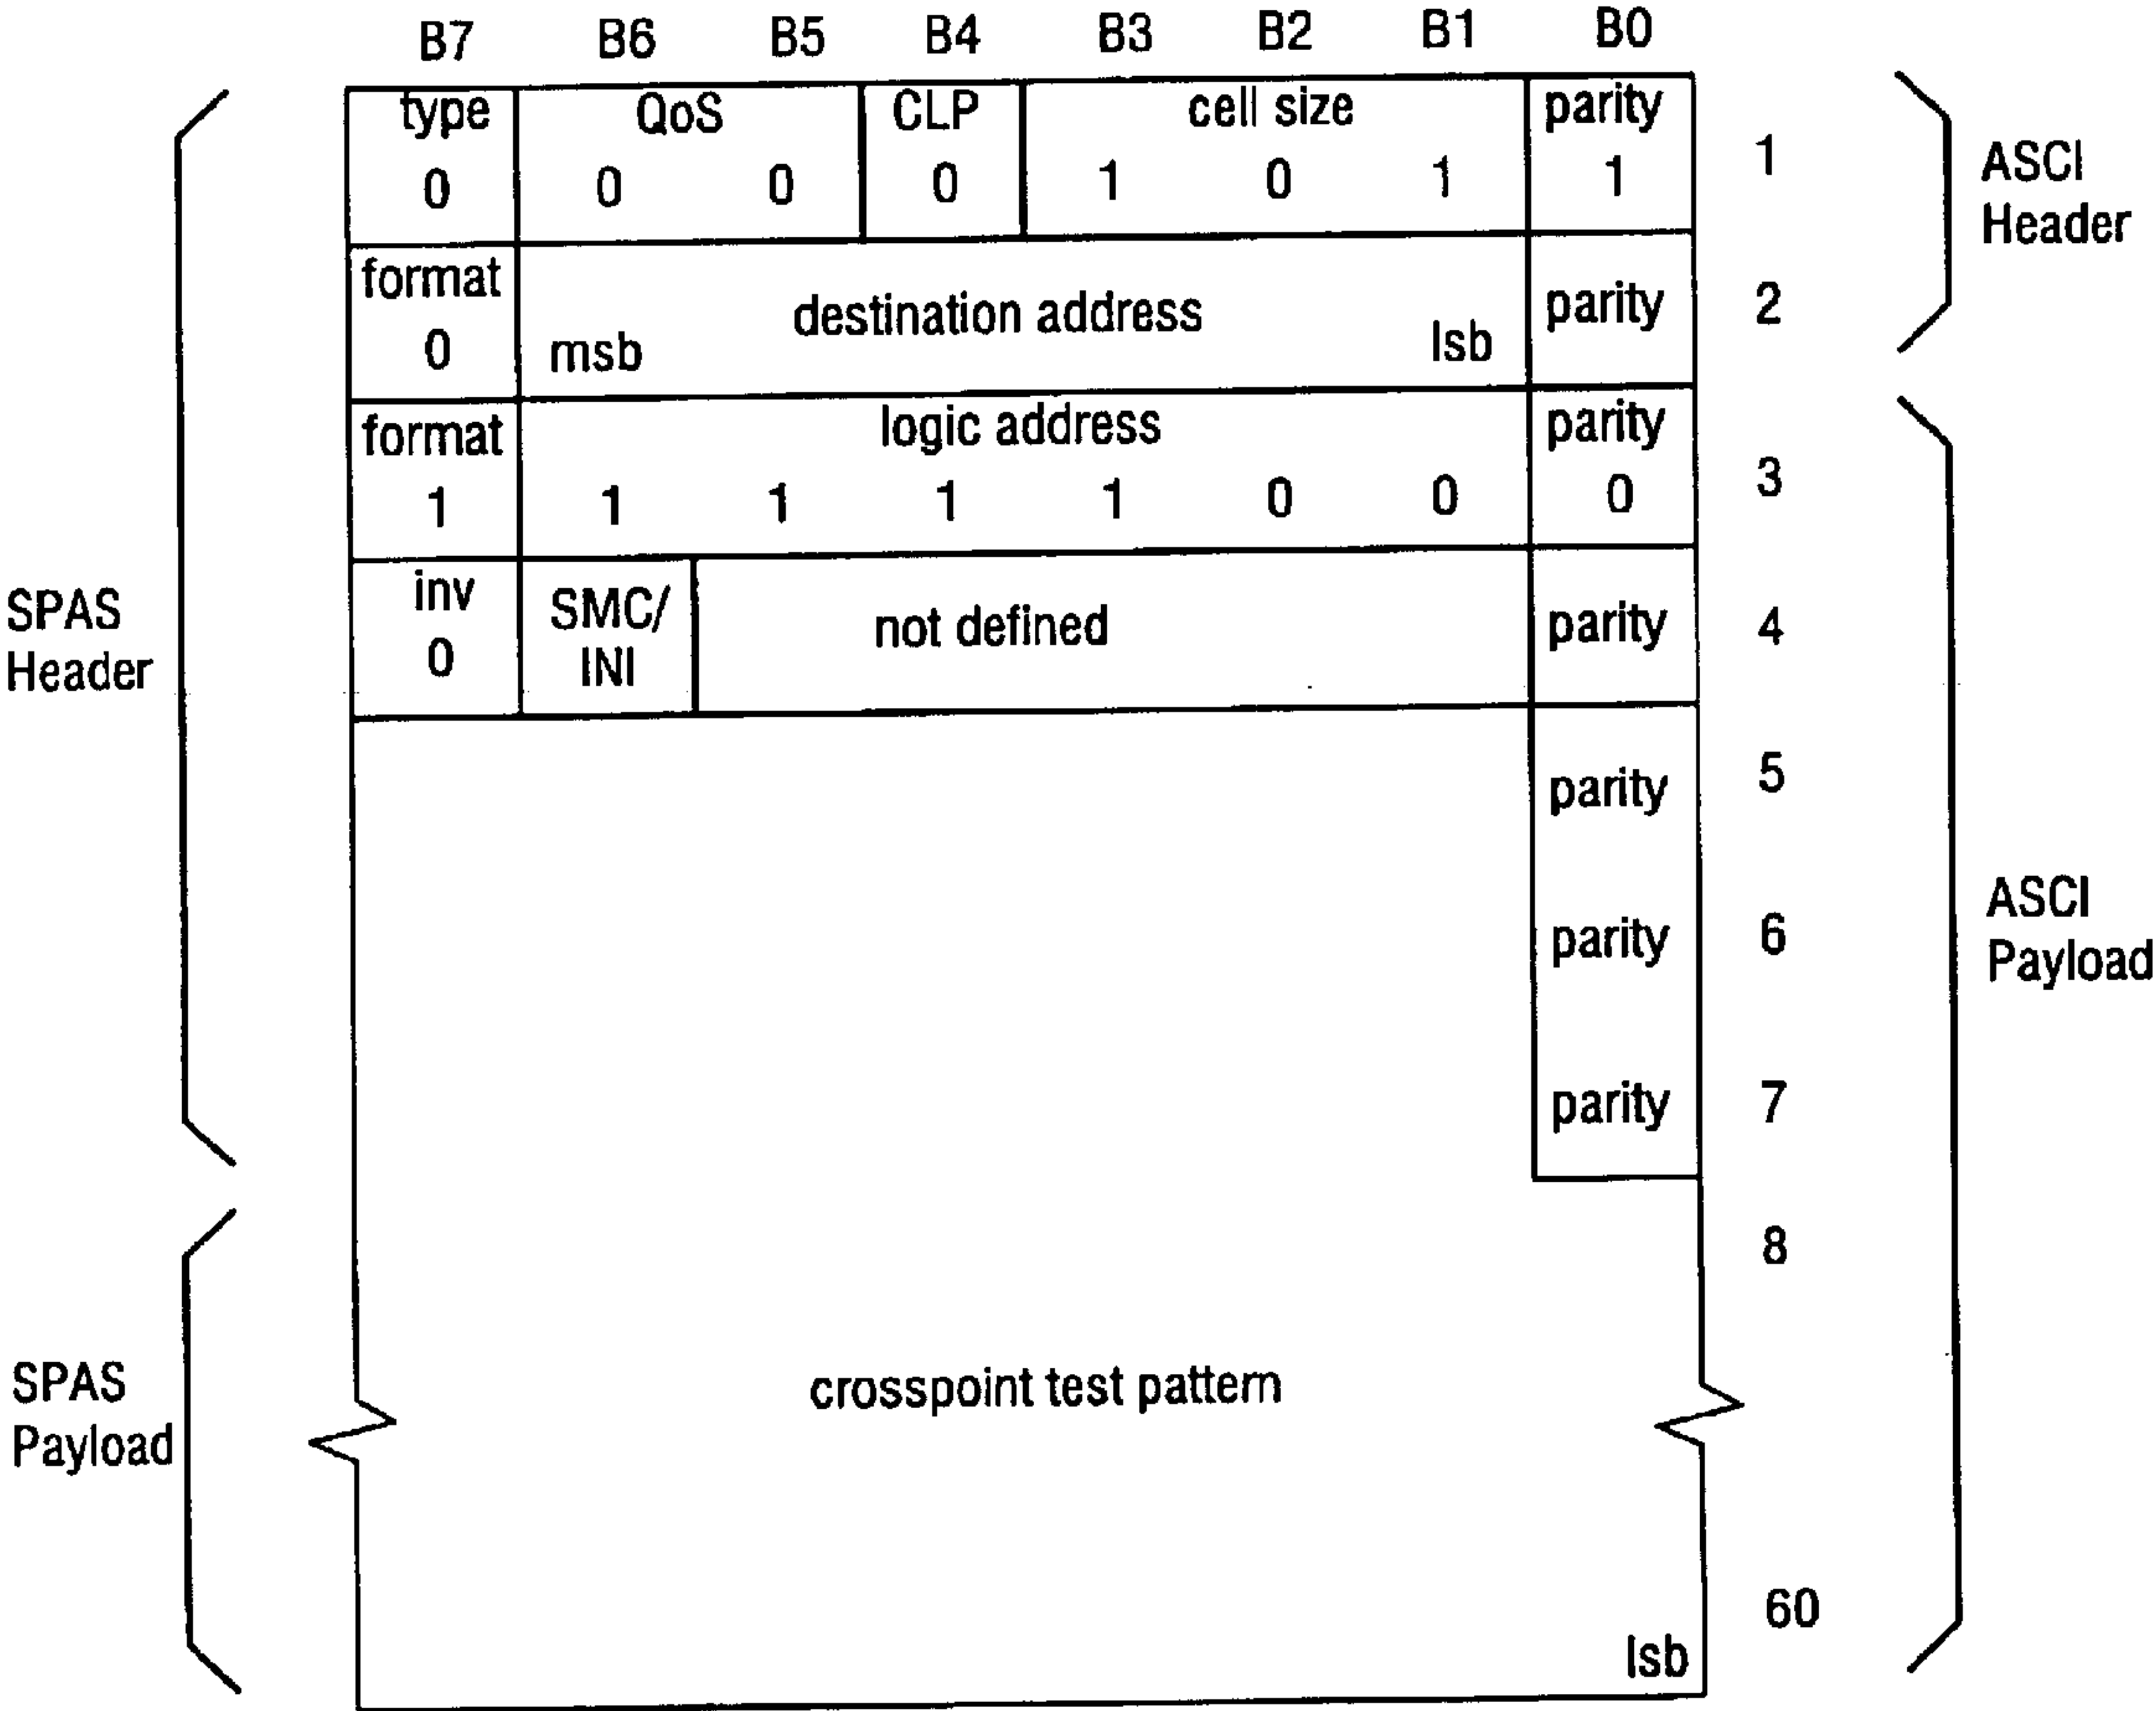 B7 B6 B5 B4 B3 B2 B1 B0
type QoS CLP cell size parity
0 0 0 0 1 0 1 1 1
ASCI
Header
format destination address parity 2
0 msb lsb
format logic address parity
1 1 1 1 1 0 0 0 3
SPAS
Header
inv SMC/
INI not defined parity 4
0
parity 5
parity 6
parity 7
ASCI
Payload
8
SPAS
Payload
crosspoint test pattern
60
lsb